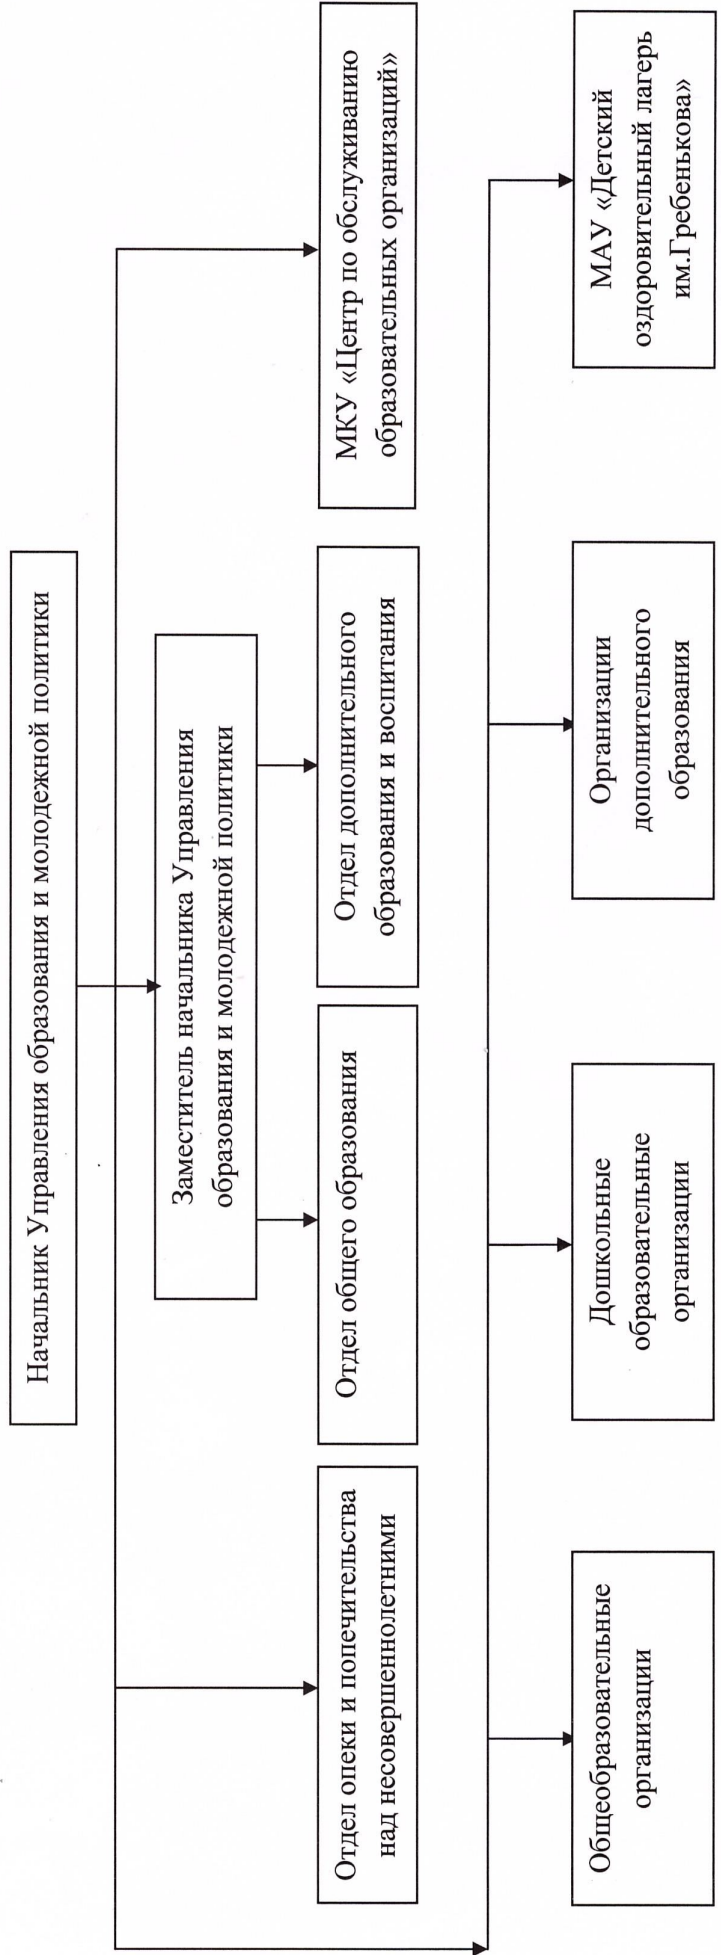 Начальник Управления образования и молодежной политики
Заместитель начальника Управления
образования и молодежной политики
Отдел опеки и попечительства
над несовершеннолетними
Отдел общего образования
Отдел дополнительного
образования и воспитания
МКУ «Центр по обслуживанию
образовательных организаций»
Общеобразовательные
организации
Дошкольные
образовательные
организации
Организации
дополнительного
образования
МАУ «Детский
оздоровительный лагерь
им.Гребенькова»